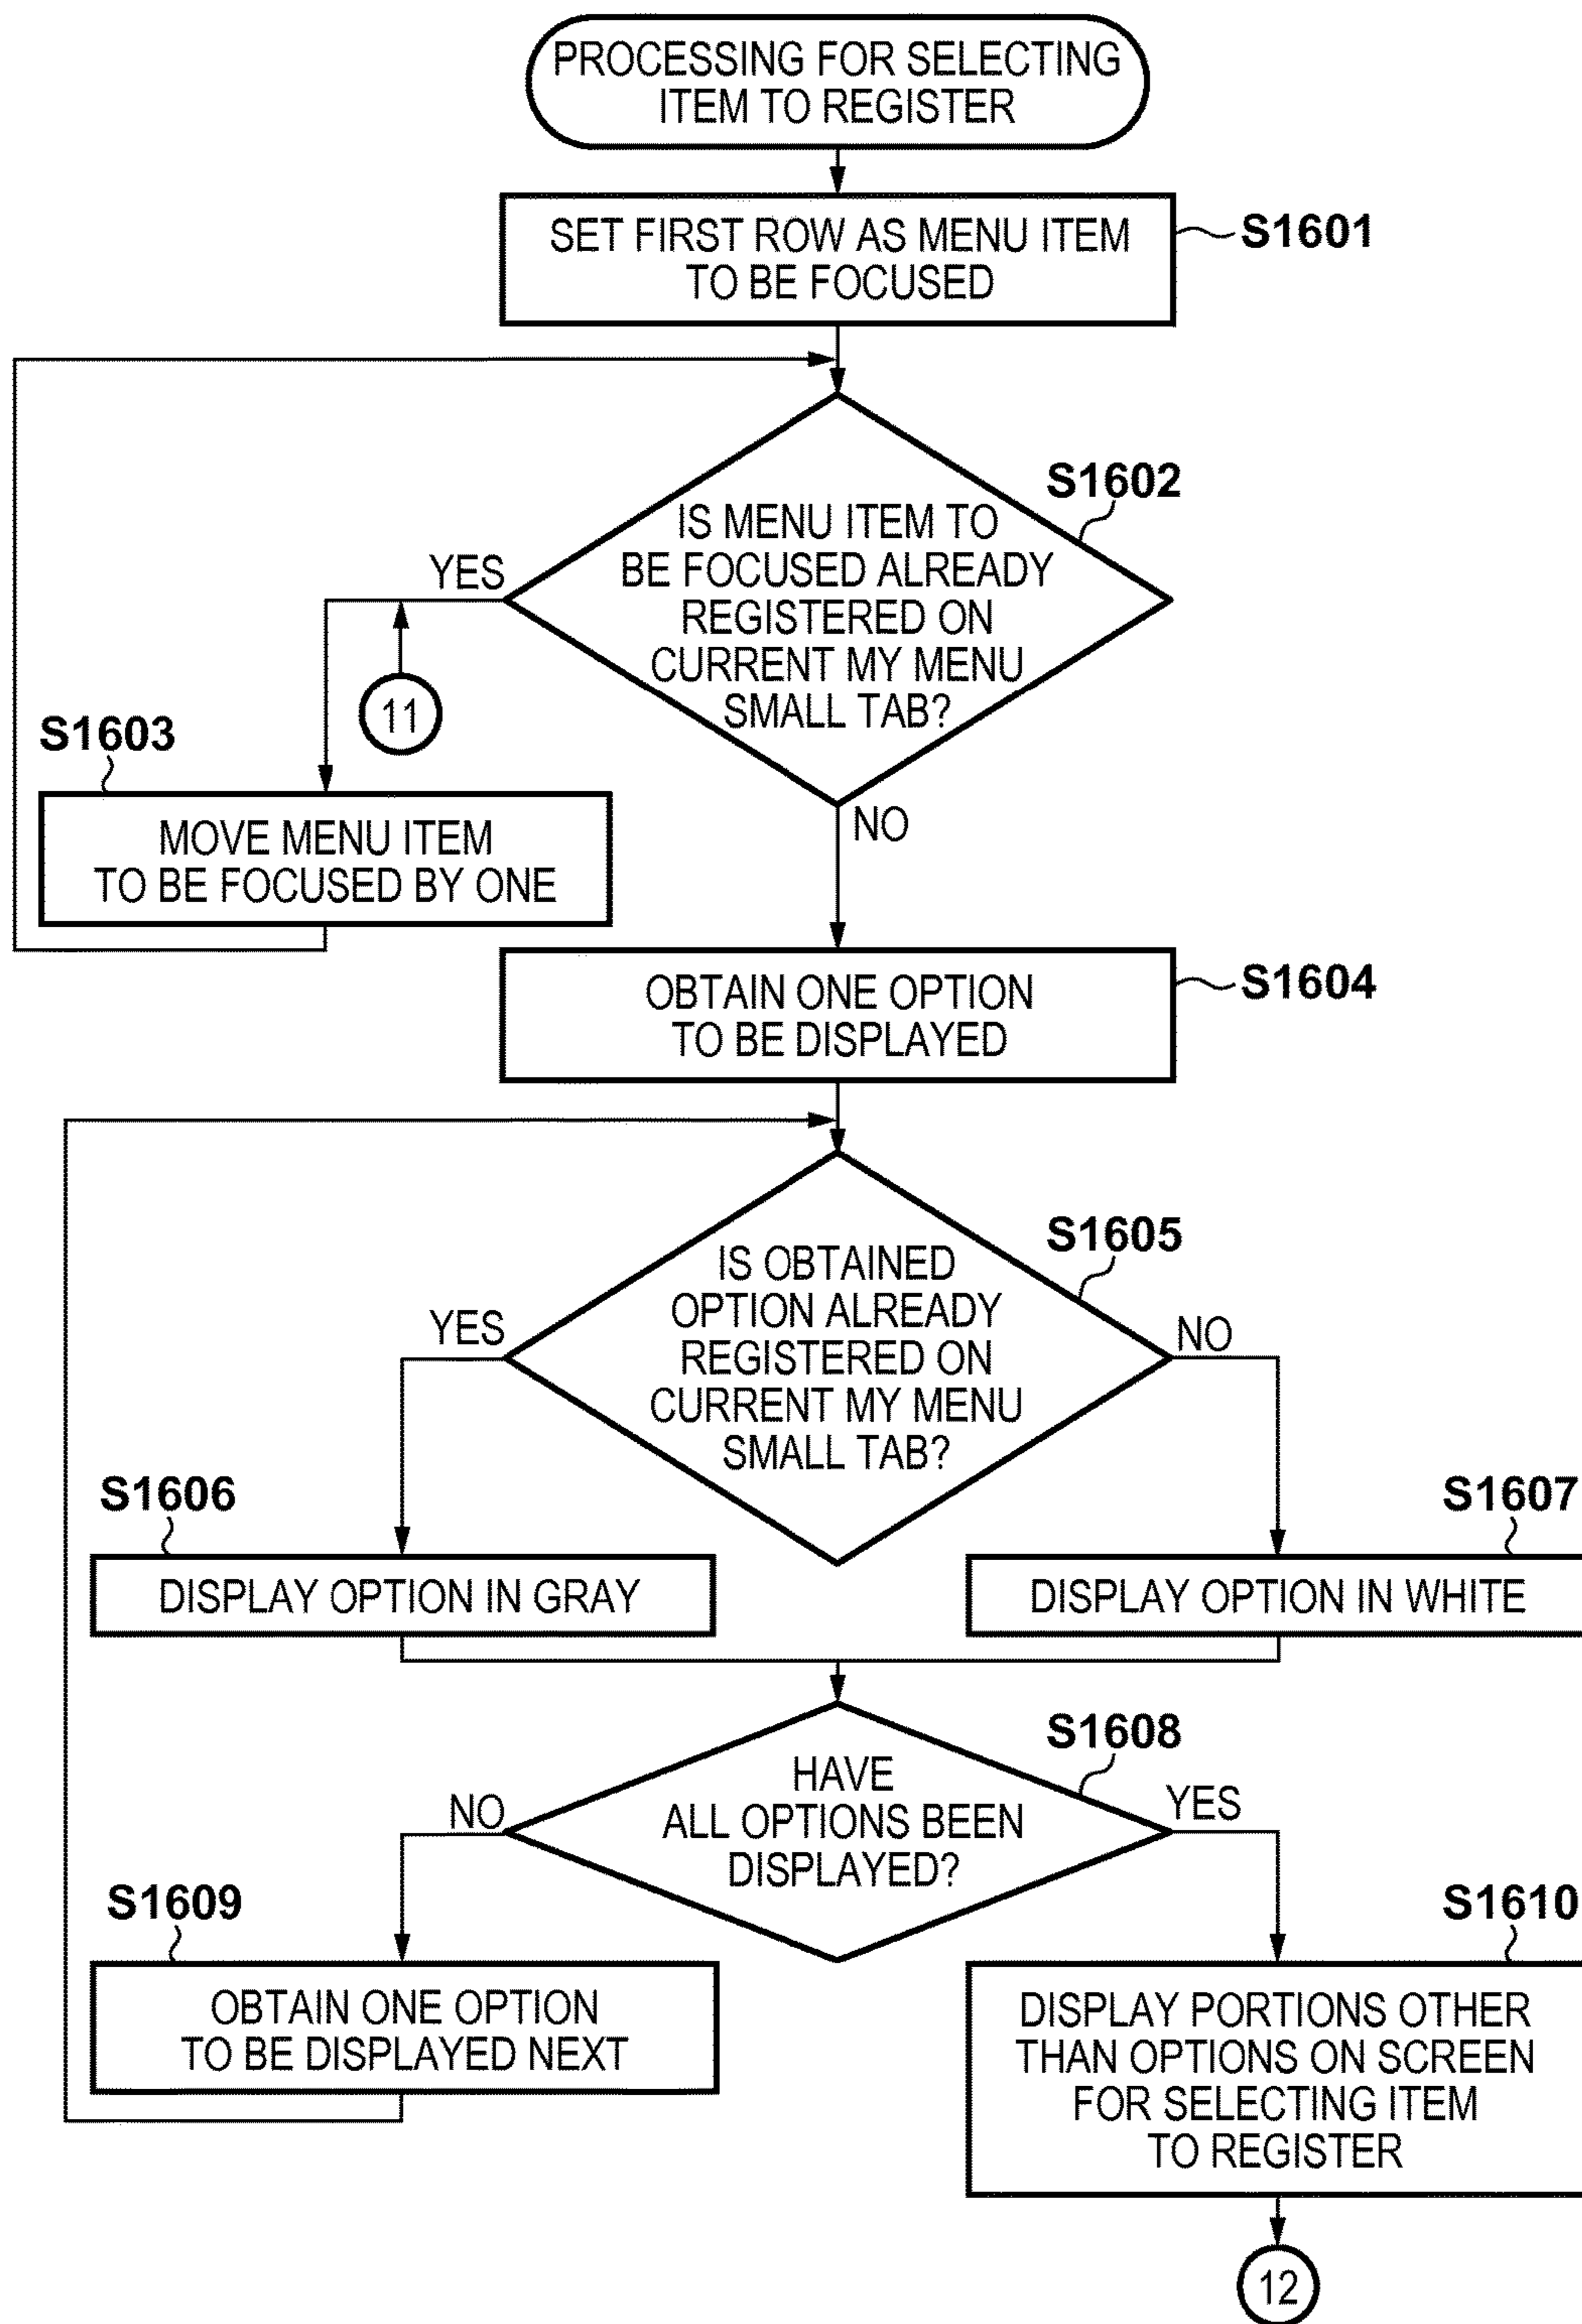 PROCESSING FOR SELECTING
ITEM TO REGISTER
SET FIRST ROW AS MENU ITEM
TO BE FOCUSED
S1601
S1602
IS MENU ITEM TO
BE FOCUSED ALREADY
REGISTERED ON
CURRENT MY MENU
SMALL TAB?
YES
11
S1603
MOVE MENU ITEM
TO BE FOCUSED BY ONE
NO
OBTAIN ONE OPTION
TO BE DISPLAYED
S1604
S1605
IS OBTAINED
OPTION ALREADY
REGISTERED ON
CURRENT MY MENU
SMALL TAB?
YES
NO
S1606
DISPLAY OPTION IN GRAY
S1607
DISPLAY OPTION IN WHITE
S1608
HAVE
ALL OPTIONS BEEN
DISPLAYED?
NO
YES
S1609
OBTAIN ONE OPTION
TO BE DISPLAYED NEXT
S1610
DISPLAY PORTIONS OTHER
THAN OPTIONS ON SCREEN
FOR SELECTING ITEM
TO REGISTER
12